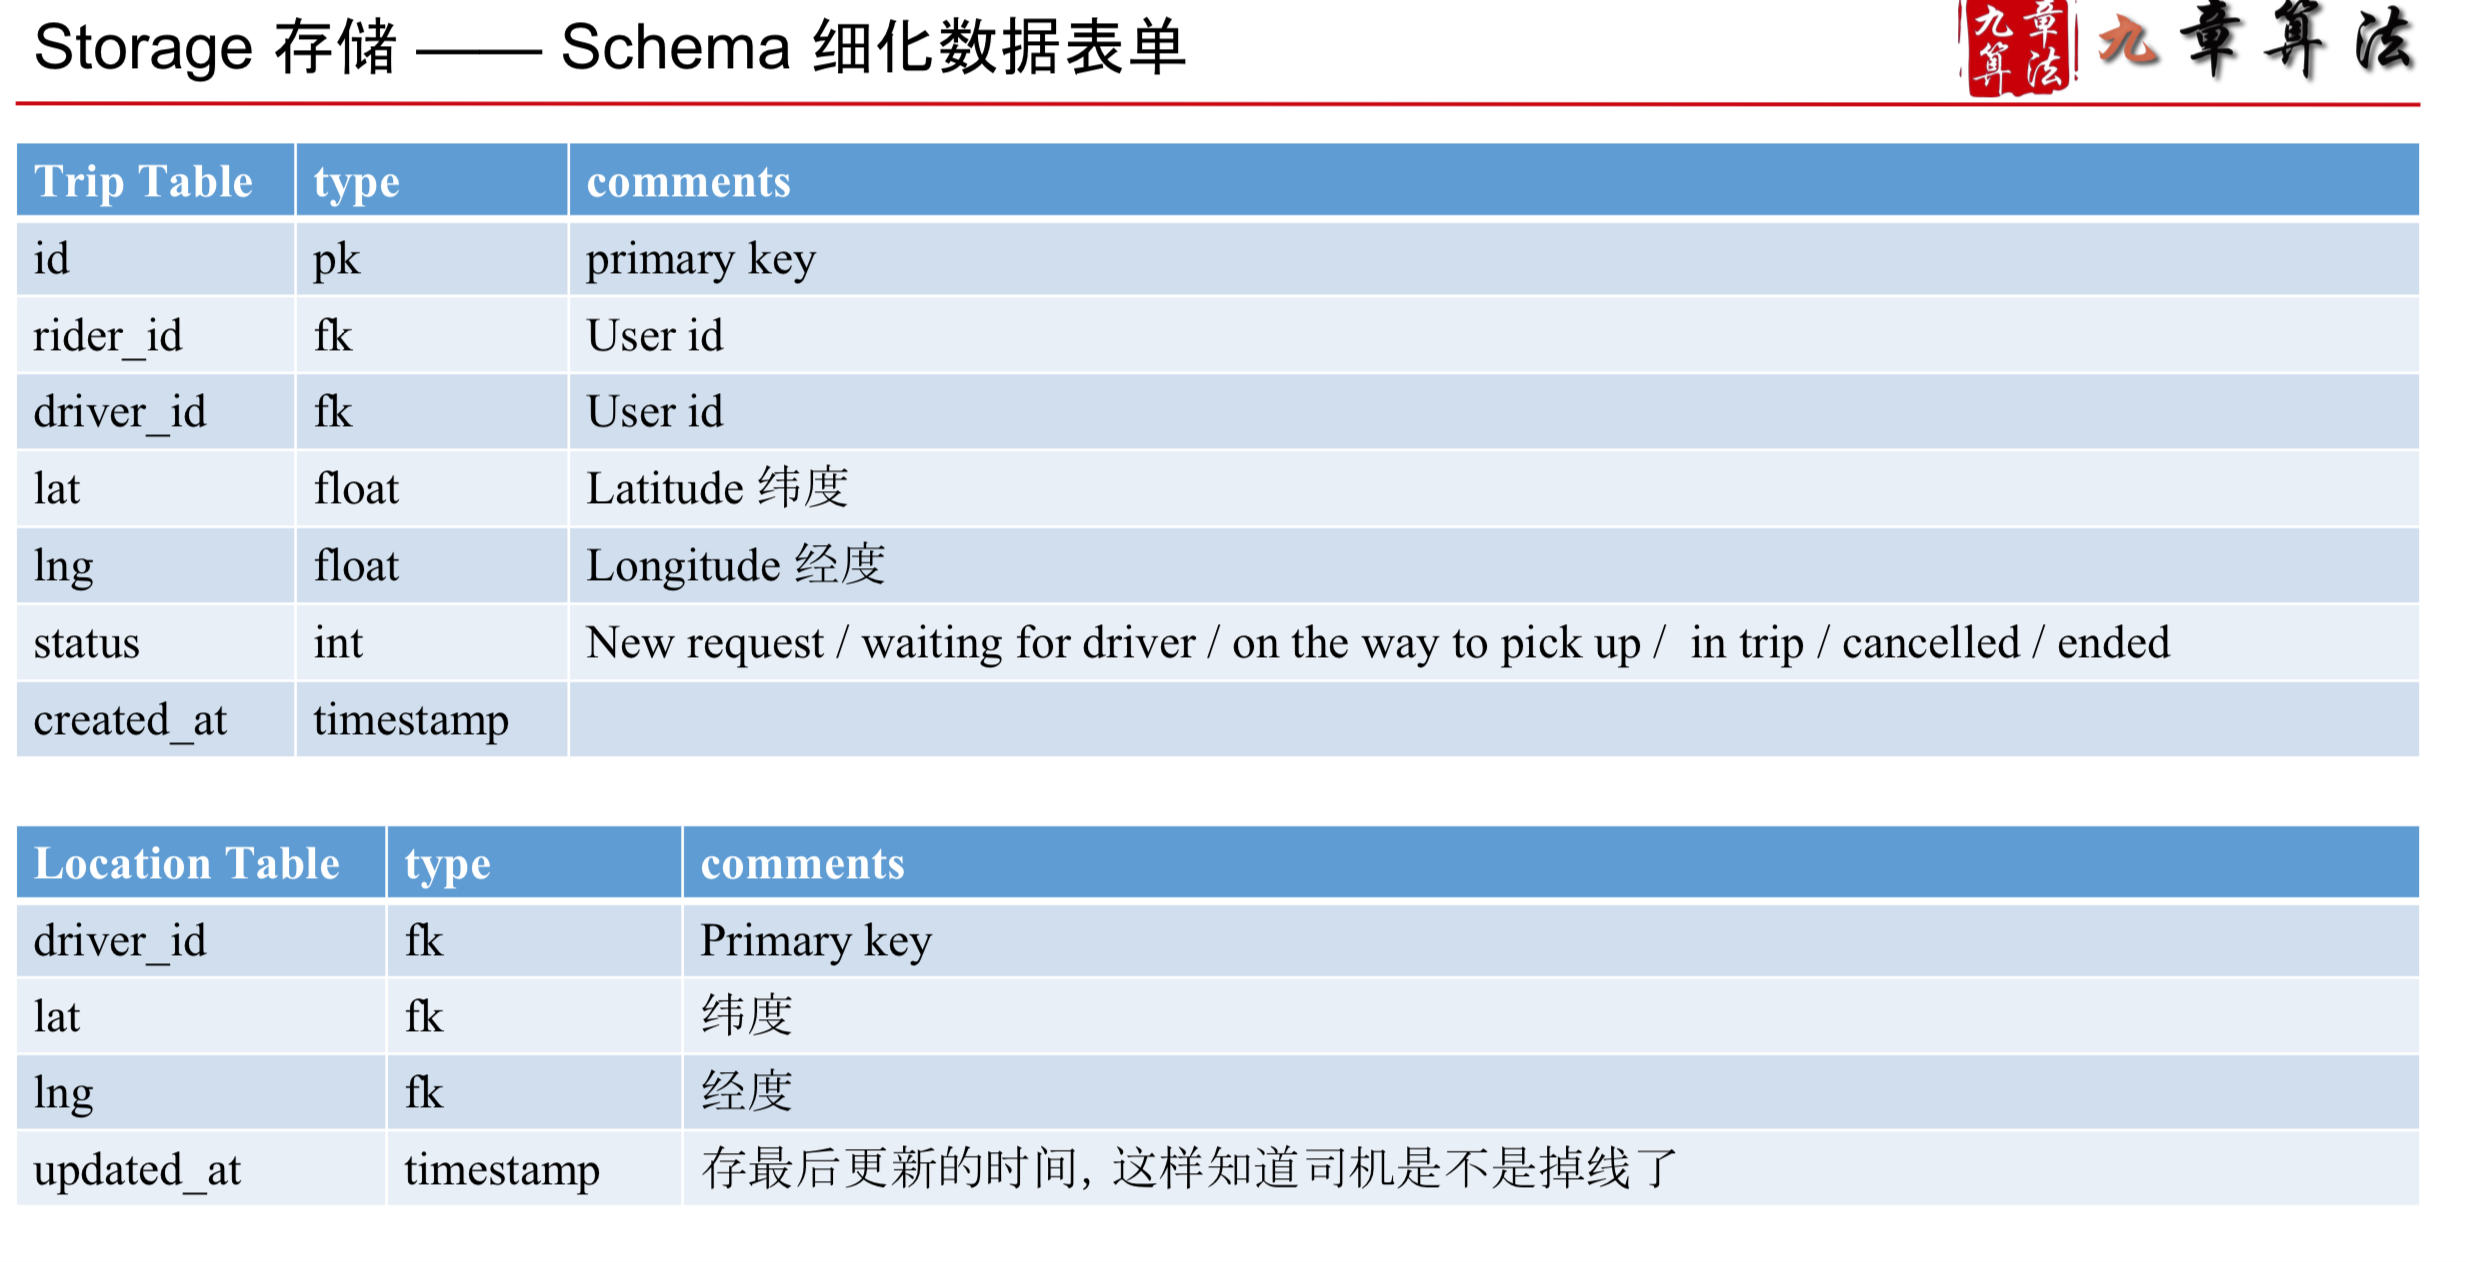 Storage 存储 —— Schema 细化数据表单
九章算法
九章算法
Trip Table type comments
id pk primary key
rider_id fk User id
driver_id fk User id
lat float Latitude 纬度
lng float Longitude 经度
status int New request / waiting for driver / on the way to pick up / in trip / cancelled / ended
created_at timestamp
Location Table type comments
driver_id fk Primary key
lat fk 纬度
lng fk 经度
updated_at timestamp 存最后更新的时间, 这样知道司机是不是掉线了